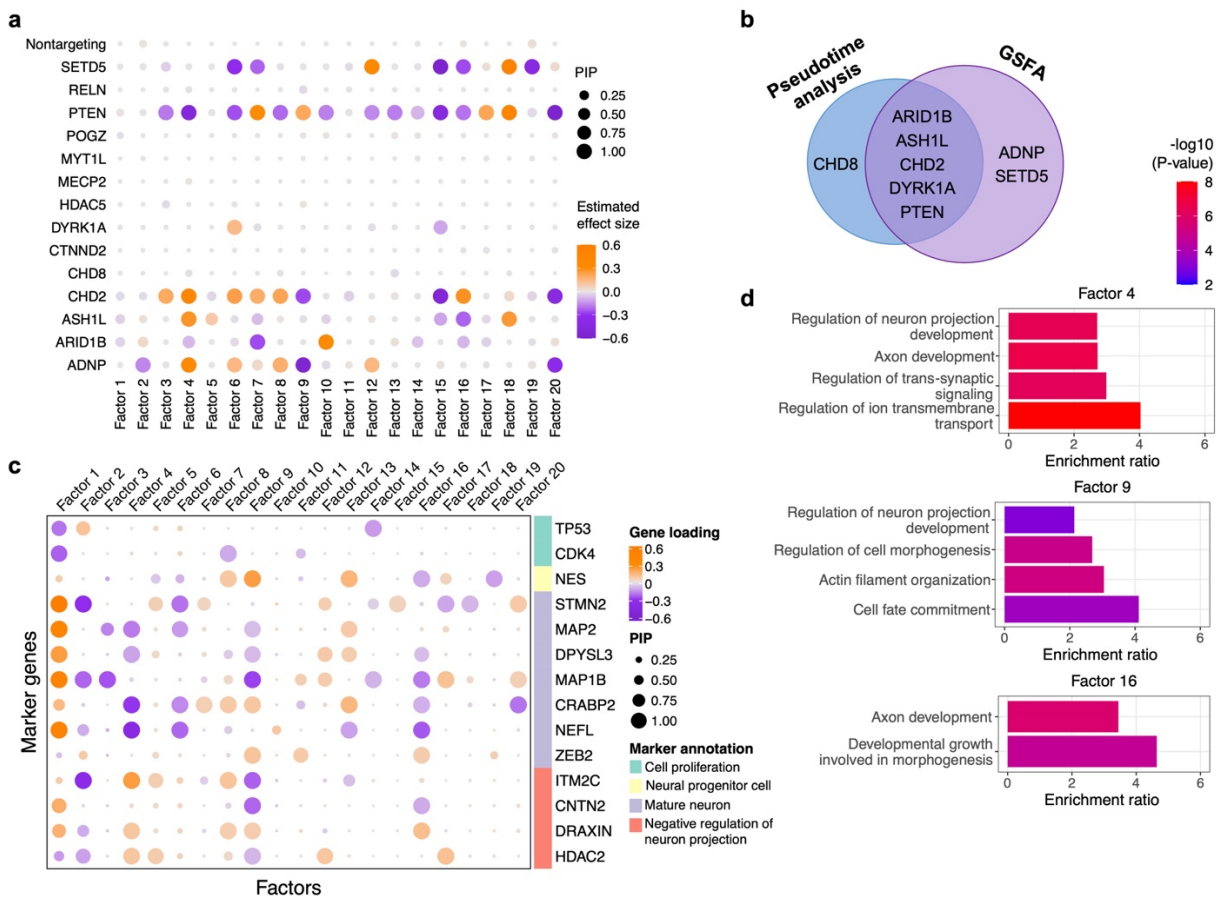 a
Nontargeting
SETD5
RELN
PTEN
POGZ
MYT1L
MECP2
HDAC5
DYRK1A
CTNND2
CHD8
CHD2
ASH1L
ARID1B
ADNP
Factor 1
Factor 2
Factor 3
Factor 4
Factor 5
Factor 6
Factor 7
Factor 8
Factor 9
Factor 10
Factor 11
Factor 12
Factor 13
Factor 14
Factor 15
Factor 16
Factor 17
Factor 18
Factor 19
Factor 20
PIP
0.25
0.50
0.75
1.00
Estimated
effect size
0.6
0.3
0.0
−0.3
−0.6
b
Pseudotime
analysis
GSFA
CHD8
ARID1B
ASH1L
CHD2
DYRK1A
PTEN
ADNP
SETD5
-log10
(P-value)
8
6
4
2
c
Factor 1
Factor 2
Factor 3
Factor 4
Factor 5
Factor 6
Factor 7
Factor 8
Factor 9
Factor 10
Factor 11
Factor 12
Factor 13
Factor 14
Factor 15
Factor 16
Factor 17
Factor 18
Factor 19
Factor 20
Marker genes
TP53
CDK4
NES
STMN2
MAP2
DPYSL3
MAP1B
CRABP2
NEFL
ZEB2
ITM2C
CNTN2
DRAXIN
HDAC2
Factors
Gene loading
0.6
0.3
0
−0.3
−0.6
PIP
0.25
0.50
0.75
1.00
Marker annotation
Cell proliferation
Neural progenitor cell
Mature neuron
Negative regulation of
neuron projection
d
Factor 4
Regulation of neuron projection
development
Axon development
Regulation of trans-synaptic
signaling
Regulation of ion transmembrane
transport
0 2 4 6
Enrichment ratio
Factor 9
Regulation of neuron projection
development
Regulation of cell morphogenesis
Actin filament organization
Cell fate commitment
0 2 4 6
Enrichment ratio
Factor 16
Axon development
Developmental growth
involved in morphogenesis
0 2 4 6
Enrichment ratio